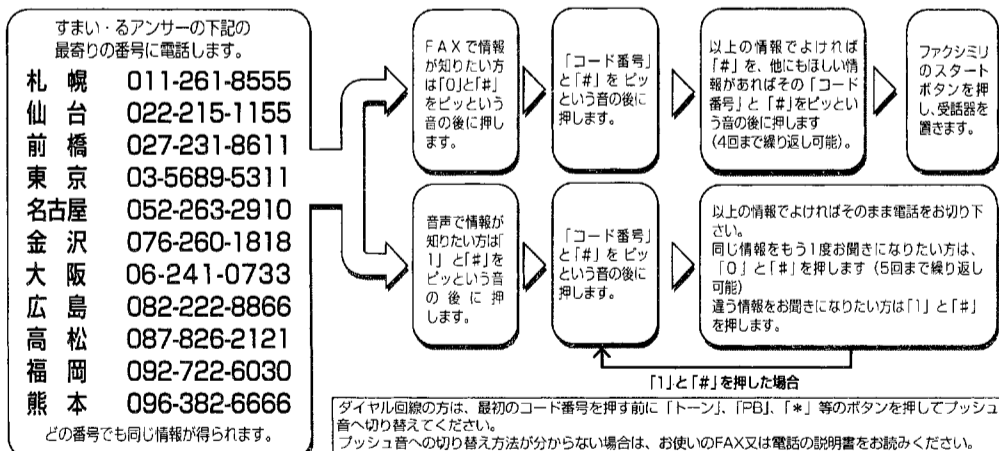 すまい・るアンサーの下記の
最寄りの番号に電話します。
札幌 011-261-8555
仙台 022-215-1155
前橋 027-231-8611
東京 03-5689-5311
名古屋 052-263-2910
金沢 076-260-1818
大阪 06-241-0733
広島 082-222-8866
高松 087-826-2121
福岡 092-722-6030
熊本 096-382-6666
どの番号でも同じ情報が得られます。
FAXで情報
が知りたい方
は「0」と「#」
をピッという
音の後に押し
ます。
「コード番号」
と「#」をピッ
という音の後に
押します。
以上の情報でよければ
「#」を、他にもほしい情
報があればその「コード
番号」と「#」をピッとい
う音の後に押します
(4回まで繰り返し可能)。
ファクシミリ
のスタート
ボタンを押
し、受話器を
置きます。
音声で情報が
知りたい方は「
1」と「#」を
ピッという音
の後に押
します。
「コード番号」
と「#」をピッ
という音の後に
押します。
以上の情報でよければそのまま電話をお切り下
さい。
同じ情報をもう1度お聞きになりたい方は、
「0」と「#」を押します(5回まで繰り返し
可能)
違う情報をお聞きになりたい方は「1」と「#」
を押します。
「1」と「#」を押した場合
ダイヤル回線の方は、最初のコード番号を押す前に「トーン」、「PB」、「*」等のボタンを押してプッシュ
音へ切り替えてください。
プッシュ音への切り替え方法が分からない場合は、お使いのFAX又は電話の説明書をお読みください。